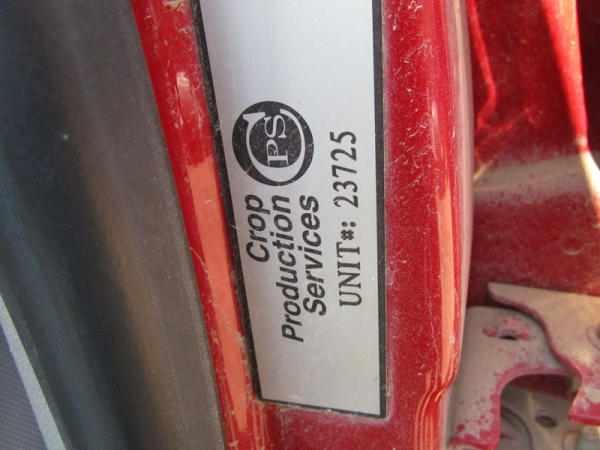 CPS
Crop
Production
Services
UNIT#: 23725